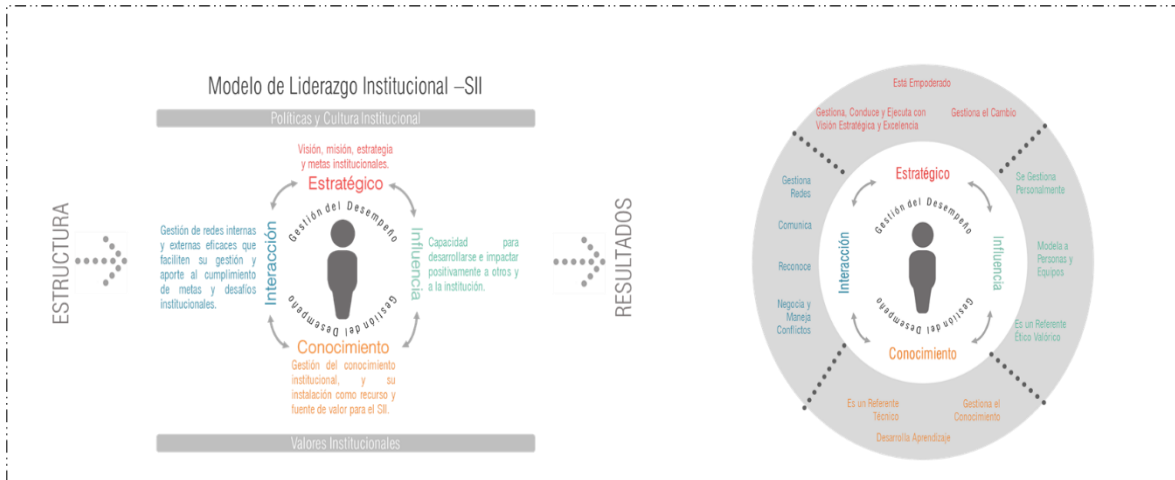 Modelo de Liderazgo Institucional –SII
Políticas y Cultura Institucional
ESTRUCTURA
Visión, misión, estrategia
y metas institucionales.
Estratégico
Gestión de redes internas
y externas eficaces que
faciliten su gestión y
aporte al cumplimiento
de metas y desafíos
institucionales.
Interacción
Gestión del Desempeño
Gestión del Desempeño
Influencia
Capacidad para
desarrollarse e impactar
positivamente a otros y
a la institución.
Conocimiento
Gestión del conocimiento
institucional, y su
instalación como recurso y
fuente de valor para el SII.
Valores Institucionales
RESULTADOS
Está Empoderado
Gestiona, Conduce y Ejecuta con
Visión Estratégica y Excelencia
Gestiona el Cambio
Gestiona
Redes
Comunica
Reconoce
Negocia y
Maneja
Conflictos
Estratégico
Interacción
Gestión del Desempeño
Gestión del Desempeño
Influencia
Conocimiento
Se Gestiona
Personalmente
Modela a
Personas y
Equipos
Es un Referente
Ético Valórico
Es un Referente
Técnico
Gestiona el
Conocimiento
Desarrolla Aprendizaje